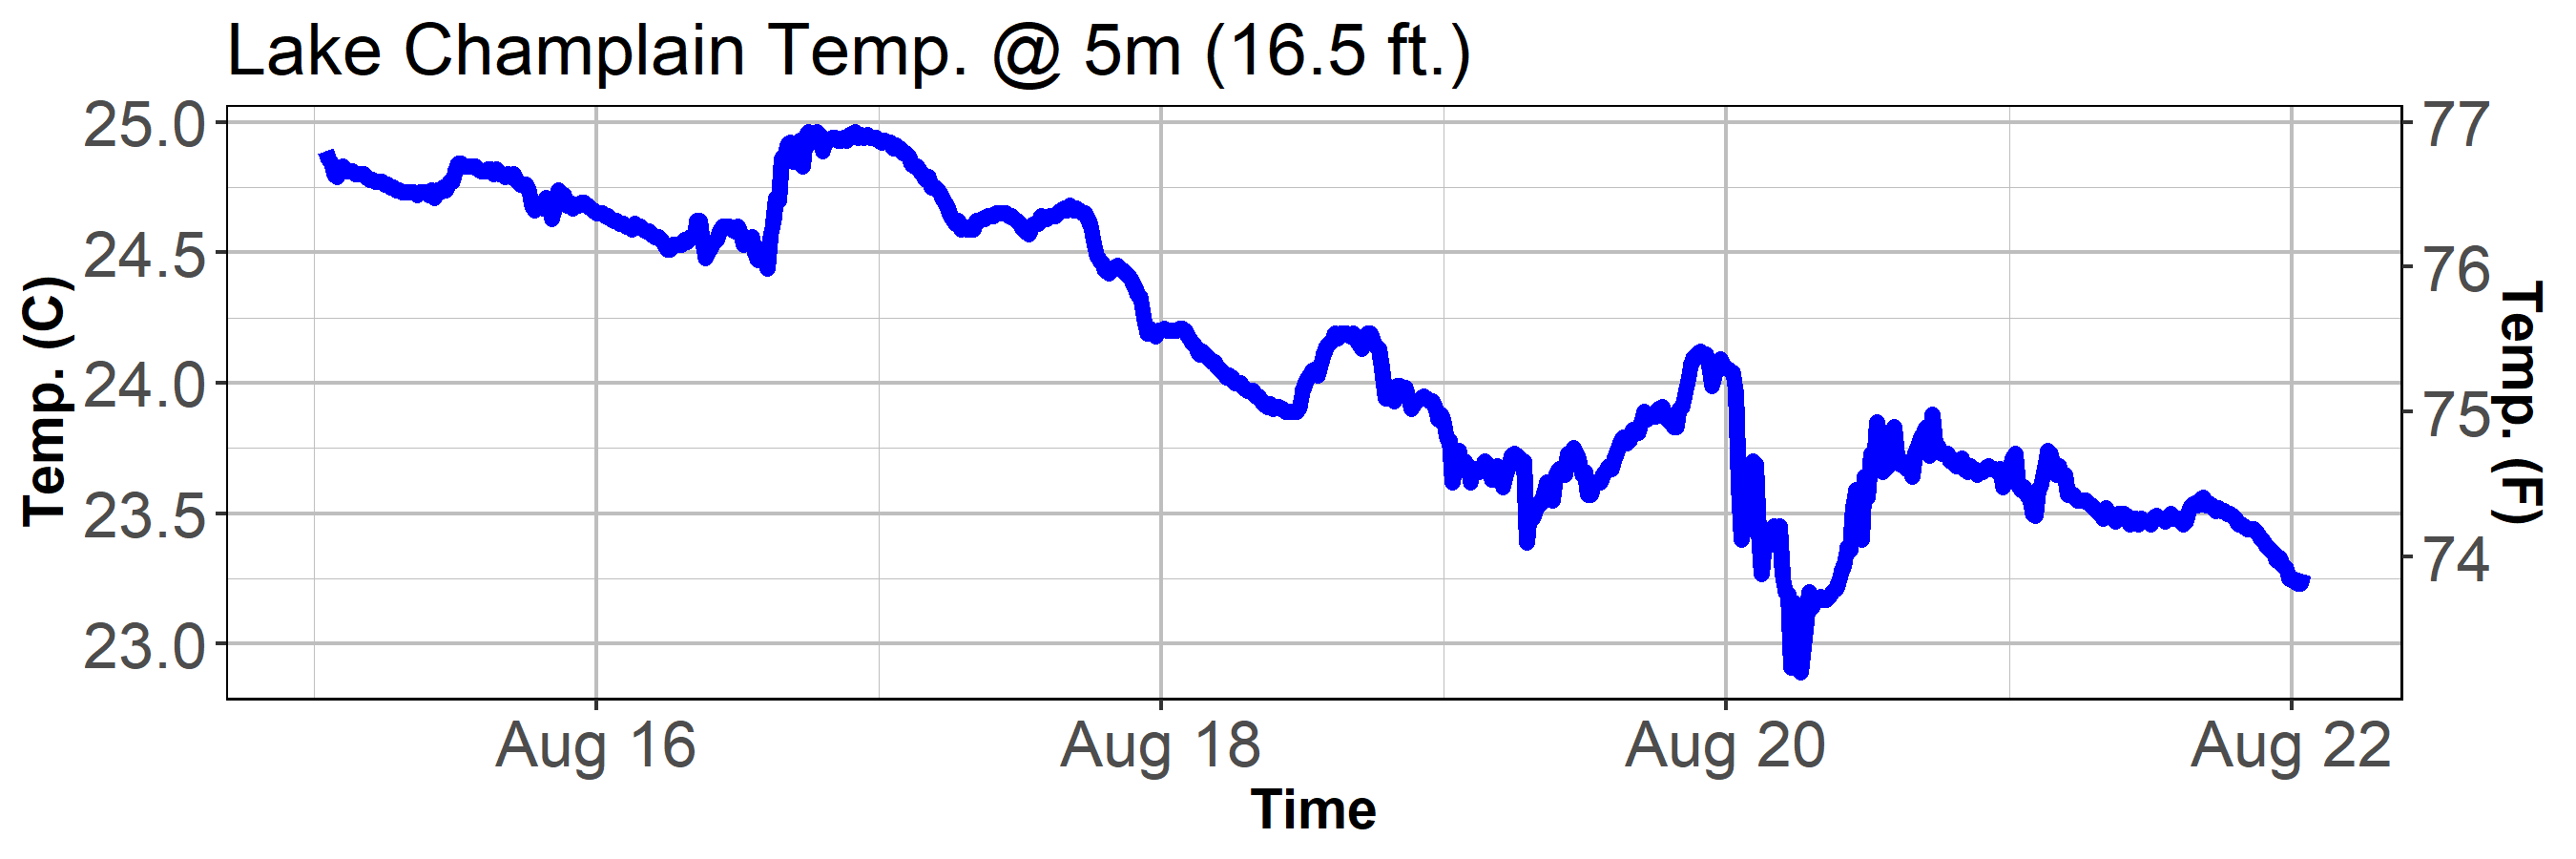 Lake Champlain Temp. @ 5m (16.5 ft.)
25.0
24.5
24.0
23.5
23.0
Temp. (C)
77
76
75
74
Temp. (F)
Aug 16 Aug 18 Aug 20 Aug 22
Time